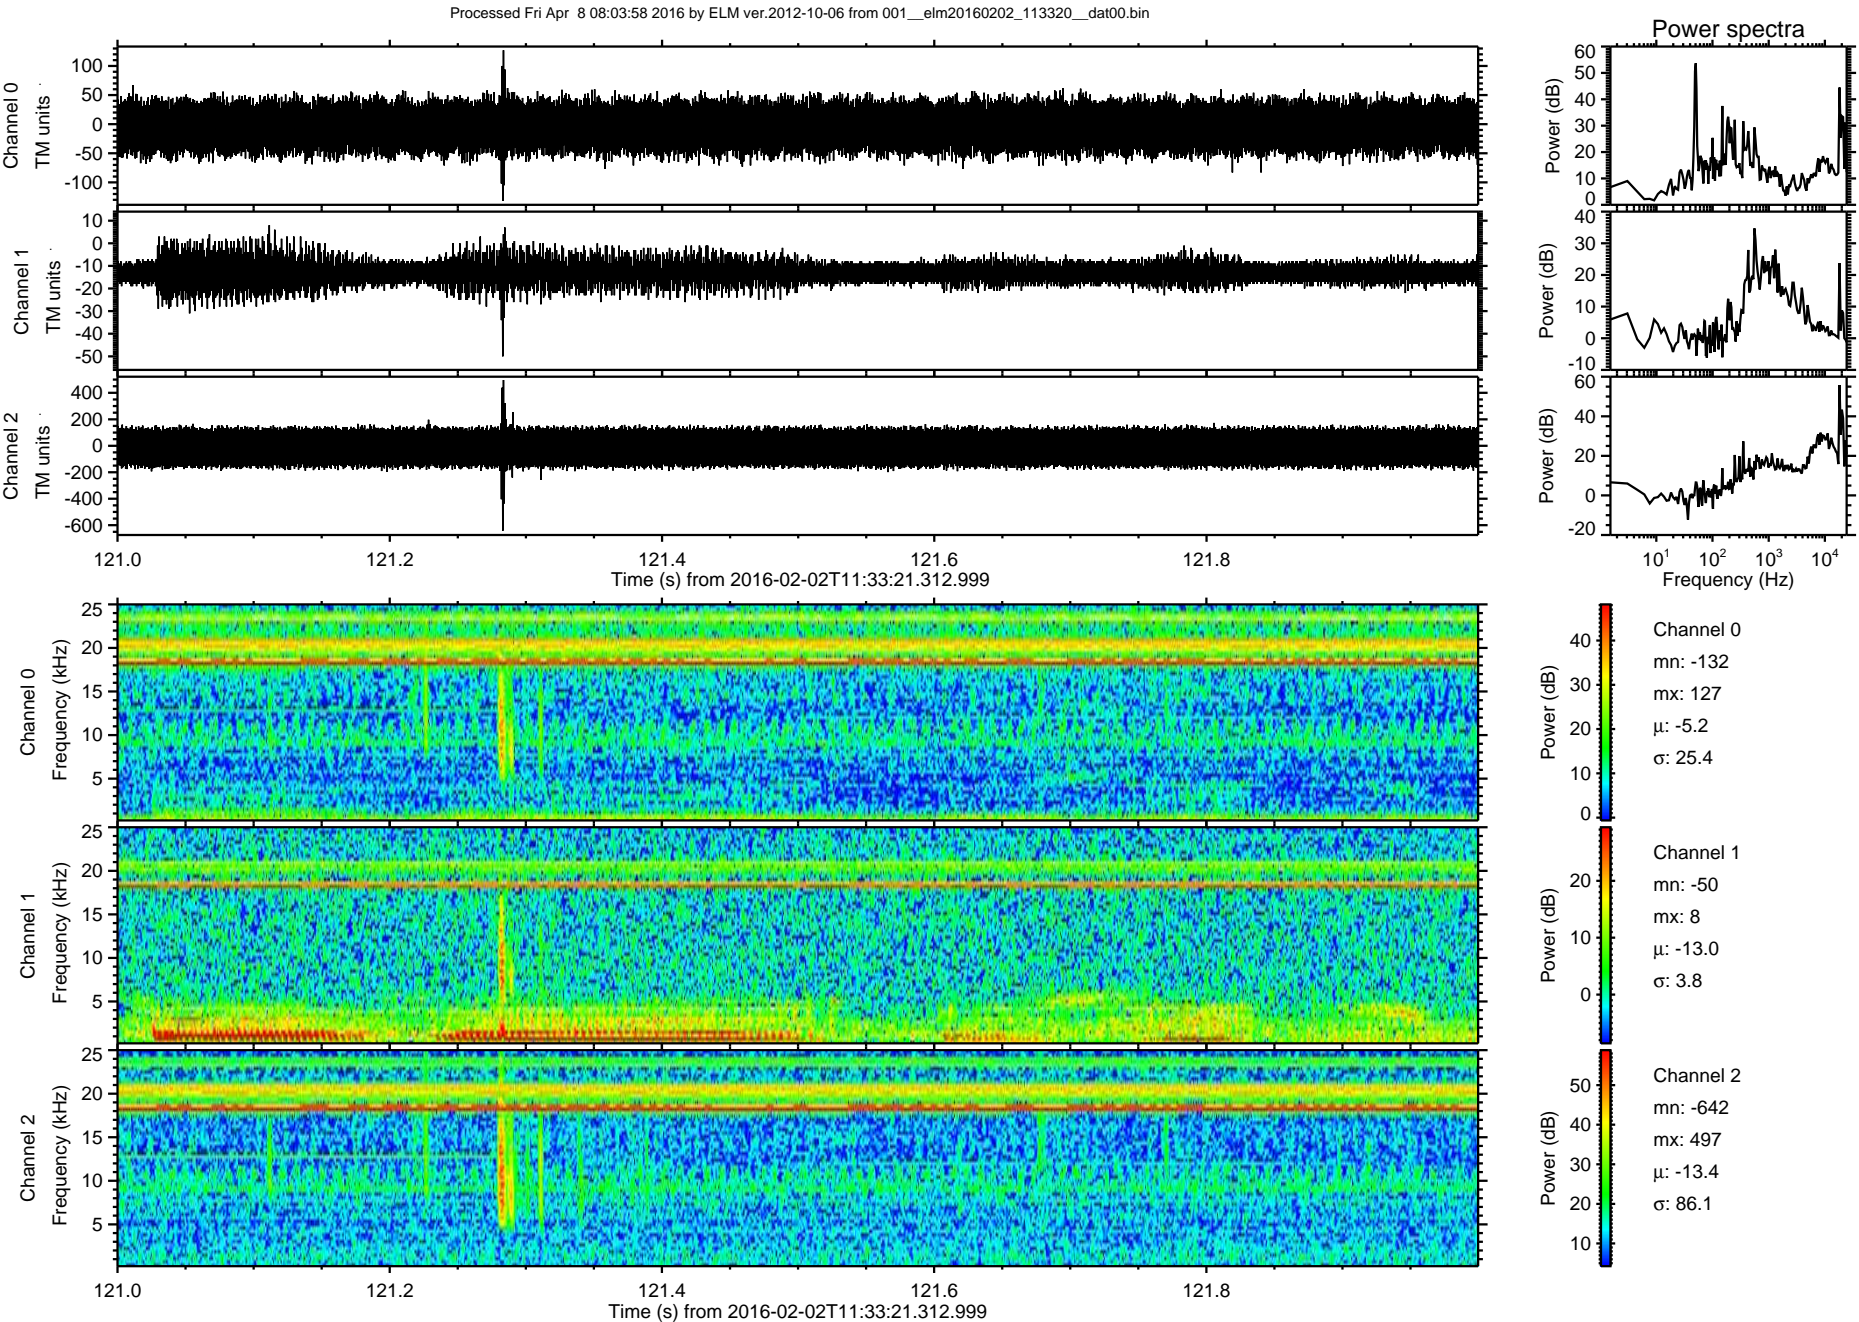 Processed Fri Apr  8 08:03:58 2016 by ELM ver.2012-10-06 from 001__elm20160202_113320__dat00.bin
Power spectra
Channel 0
TM units
100
50
0
-50
-100
Power (dB)
60
50
40
30
20
10
0
Channel 1
TM units
10
0
-10
-20
-30
-40
-50
Power (dB)
40
30
20
10
0
-10
Channel 2
TM units
400
200
0
-200
-400
-600
Power (dB)
60
40
20
0
-20
121.0 121.2 121.4 121.6 121.8
Time (s) from 2016-02-02T11:33:21.312.999
10^1 10^2 10^3 10^4
Frequency (Hz)
Channel 0
Frequency (kHz)
25
20
15
10
5
Power (dB)
40
30
20
10
0
Channel 0
mn: -132
mx: 127
μ: -5.2
σ: 25.4
Channel 1
Frequency (kHz)
25
20
15
10
5
Power (dB)
20
10
0
Channel 1
mn: -50
mx: 8
μ: -13.0
σ: 3.8
Channel 2
Frequency (kHz)
25
20
15
10
5
Power (dB)
50
40
30
20
10
Channel 2
mn: -642
mx: 497
μ: -13.4
σ: 86.1
121.0 121.2 121.4 121.6 121.8
Time (s) from 2016-02-02T11:33:21.312.999